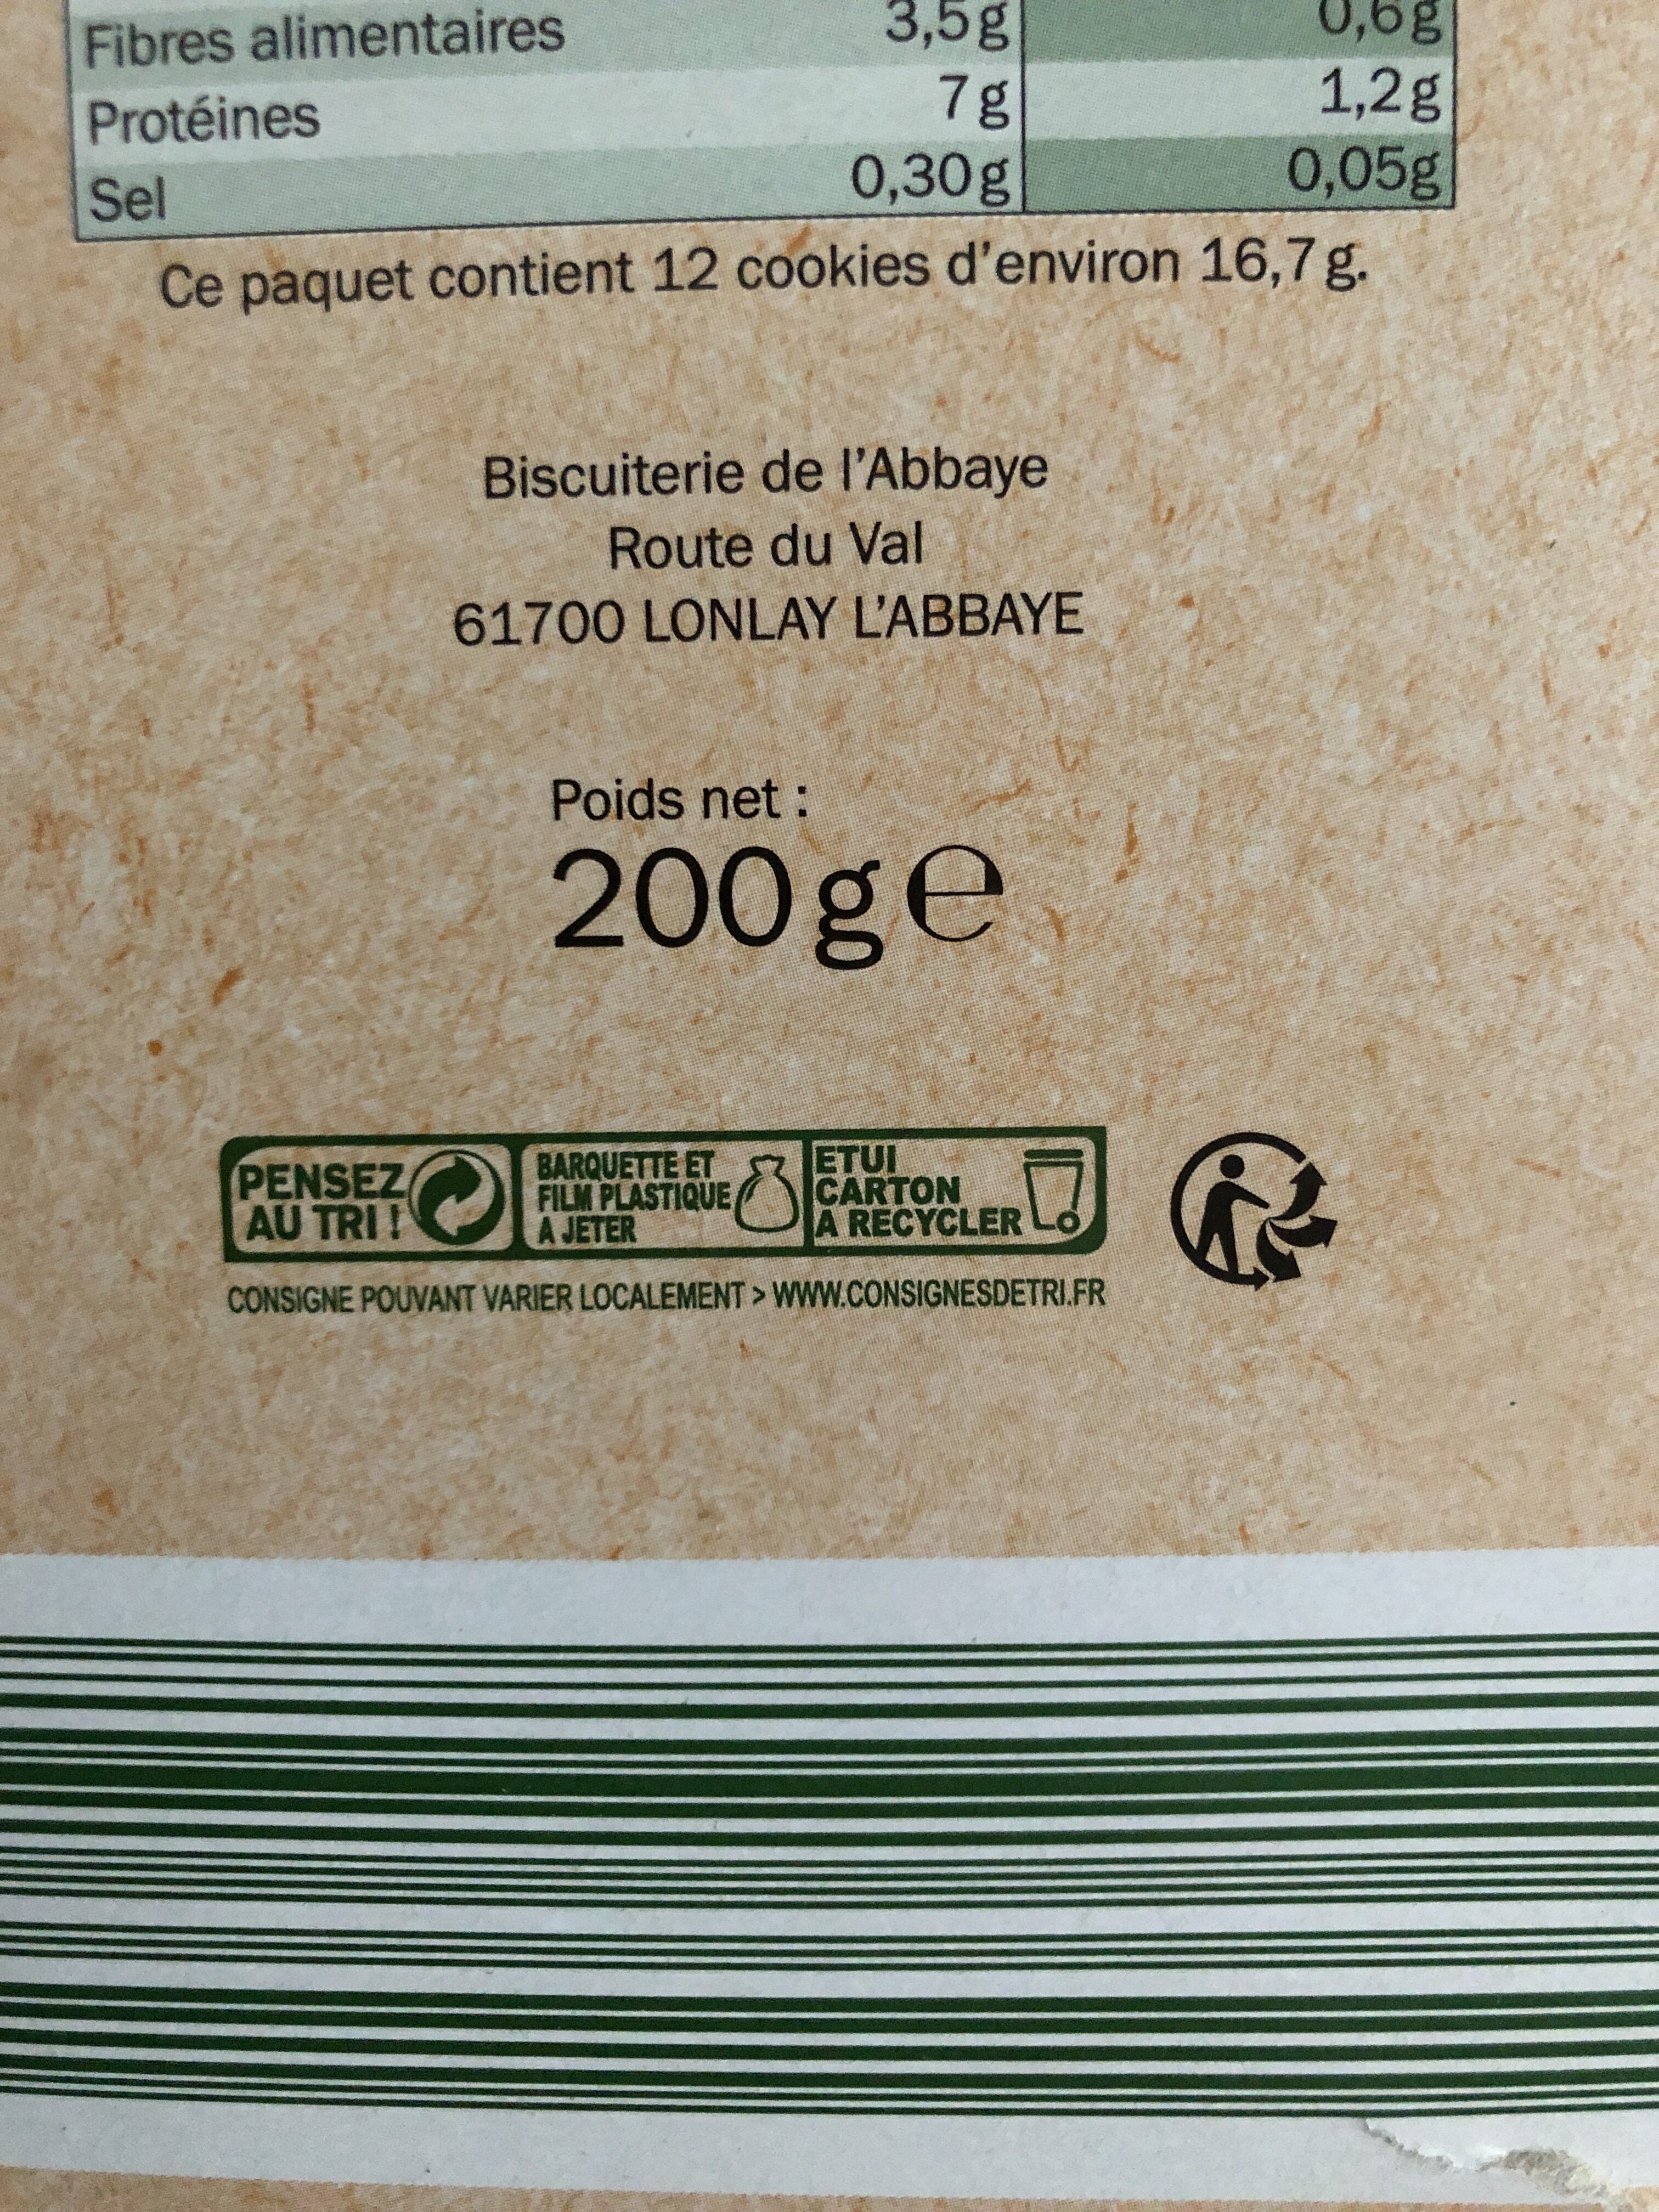 Fibres alimentaires 3,5g 0,6g
Protéines 7g 1,2g
Sel 0,30g 0,05g
Ce paquet contient 12 cookies d'environ 16,7 g.
Biscuiterie de l'Abbaye
Route du Val
61700 LONLAY L'ABBAYE
Poids net :
200 g ℮
PENSEZ
AU TRI !
BARQUETTE ET
FILM PLASTIQUE
A JETER
ETUI
CARTON
A RECYCLER
CONSIGNE POUVANT VARIER LOCALEMENT > WWW.CONSIGNESDETRI.FR